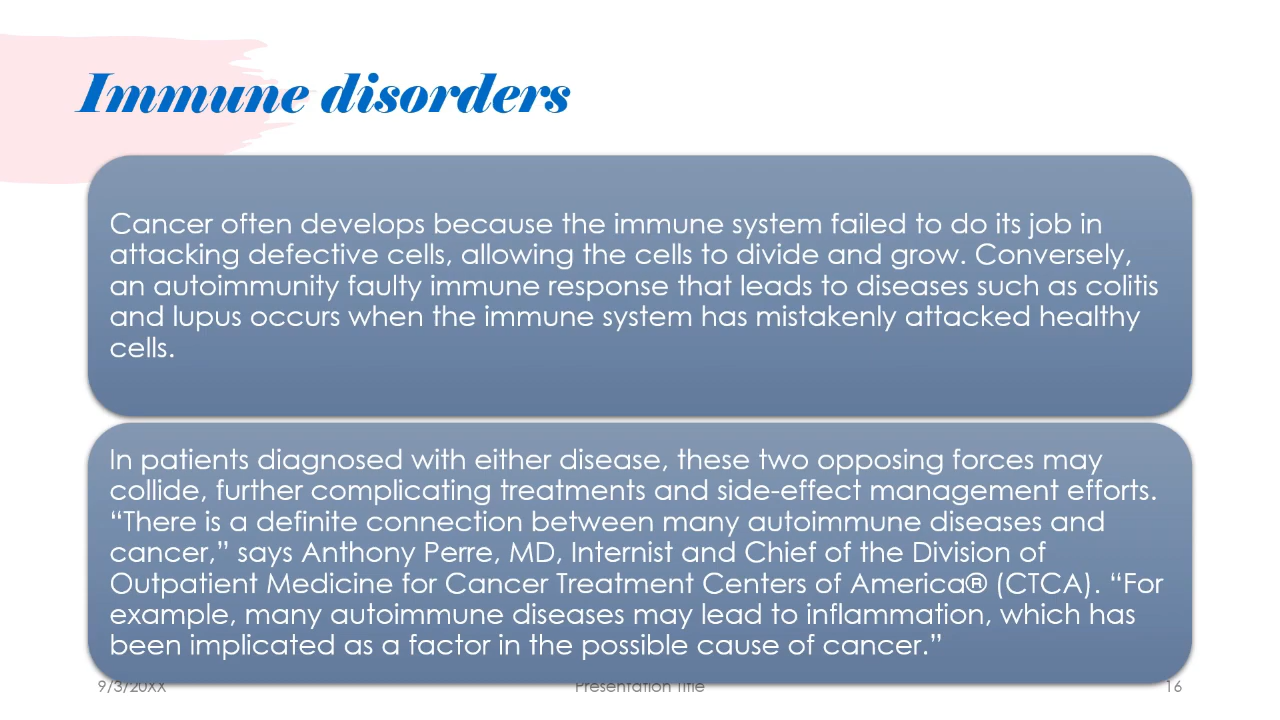 Immune disorders
Cancer often develops because the immune system failed to do its job in
attacking defective cells, allowing the cells to divide and grow. Conversely,
an autoimmunity faulty immune response that leads to diseases such as colitis
and lupus occurs when the immune system has mistakenly attacked healthy
cells.
In patients diagnosed with either disease, these two opposing forces may
collide, further complicating treatments and side-effect management efforts.
“There is a definite connection between many autoimmune diseases and
cancer,” says Anthony Perre, MD, Internist and Chief of the Division of
Outpatient Medicine for Cancer Treatment Centers of America® (CTCA). “For
example, many autoimmune diseases may lead to inflammation, which has
been implicated as a factor in the possible cause of cancer.”
9/3/20XX
Presentation Title
16